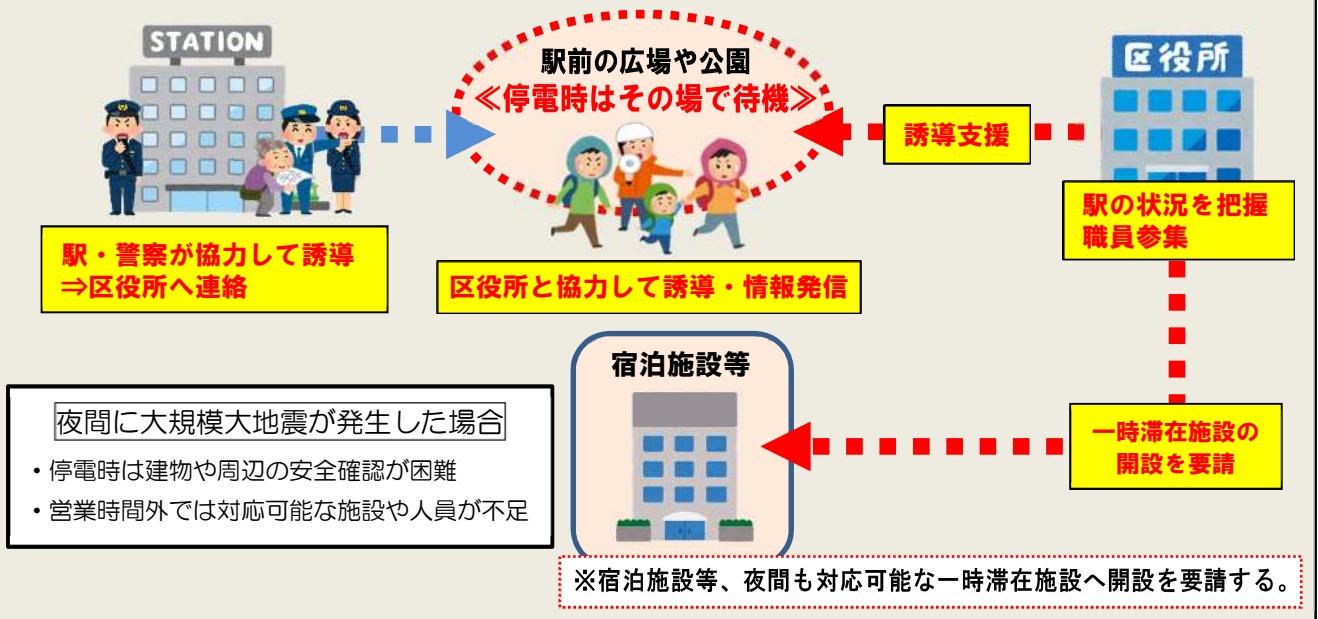 STATION
駅・警察が協力して誘導
⇒区役所へ連絡
駅前の広場や公園
≪停電時はその場で待機≫
区役所と協力して誘導・情報発信
誘導支援
区役所
駅の状況を把握
職員参集
一時滞在施設の
開設を要請
宿泊施設等
夜間に大規模大地震が発生した場合
・停電時は建物や周辺の安全確認が困難
・営業時間外では対応可能な施設や人員が不足
※宿泊施設等、夜間も対応可能な一時滞在施設へ開設を要請する。